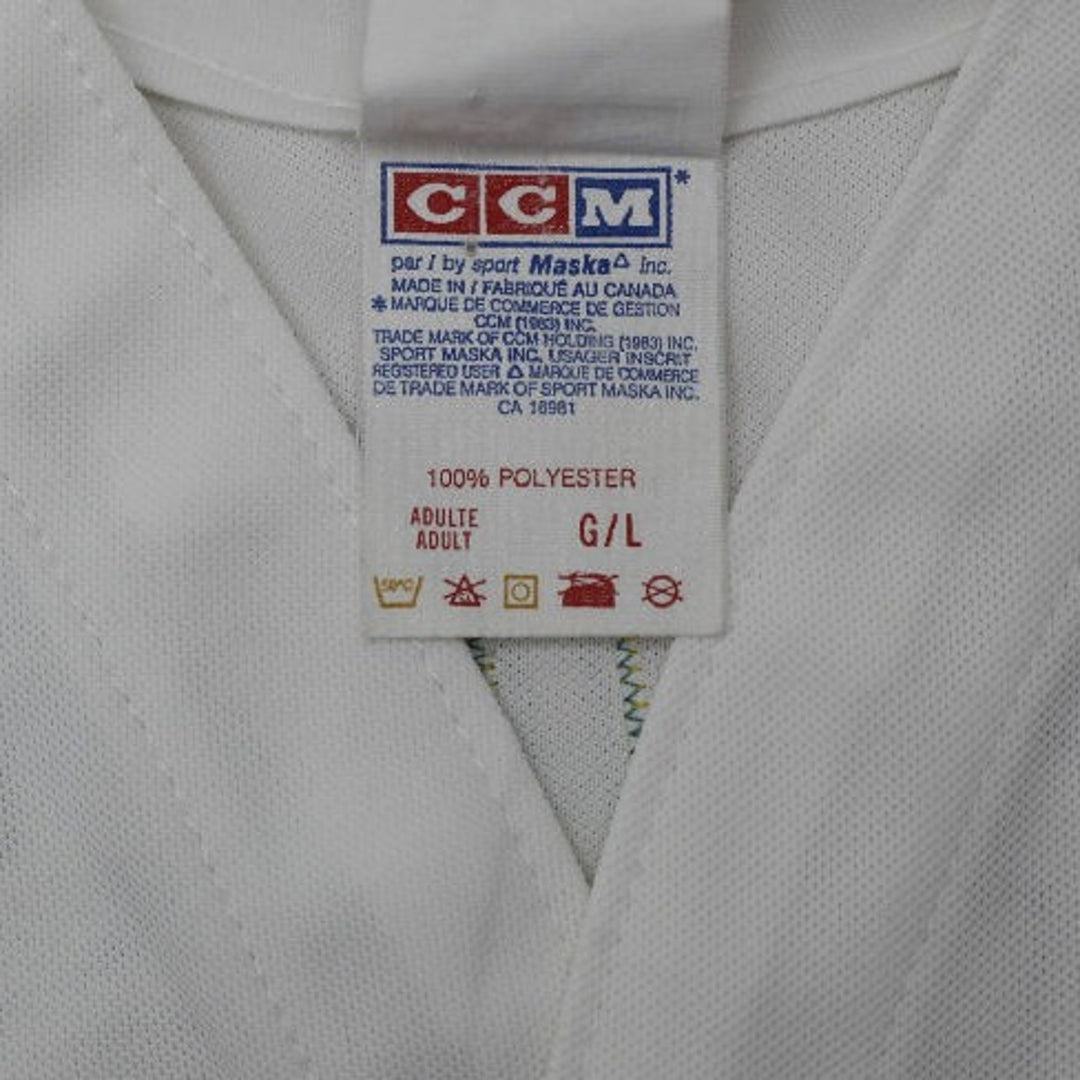 CCM*
par / by sport Maska△ Inc.
MADE IN / FABRIQUÉ AU CANADA
* MARQUE DE COMMERCE DE GESTION
CCM (1983) INC.
TRADE MARK OF CCM HOLDING (1983) INC.
SPORT MASKA INC. USAGER INSCRIT
REGISTERED USER △ MARQUE DE COMMERCE
DE TRADE MARK OF SPORT MASKA INC.
CA 16961
100% POLYESTER
ADULTE
ADULT
G/L
50°C